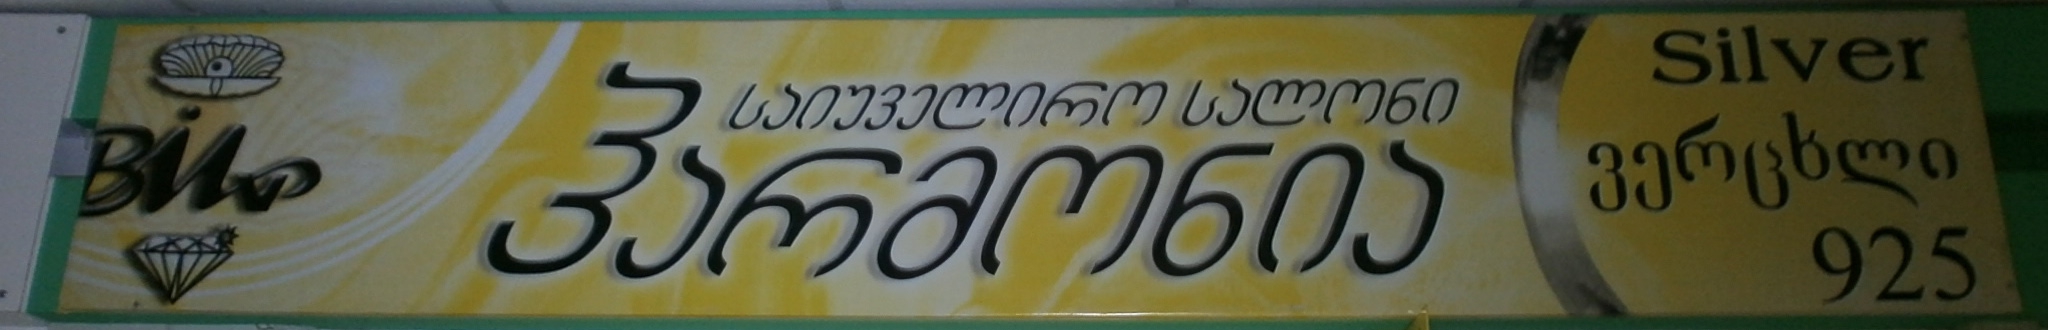 საიუველირო სალონი
ჰარმონია
Silver
ვერცხლი
925